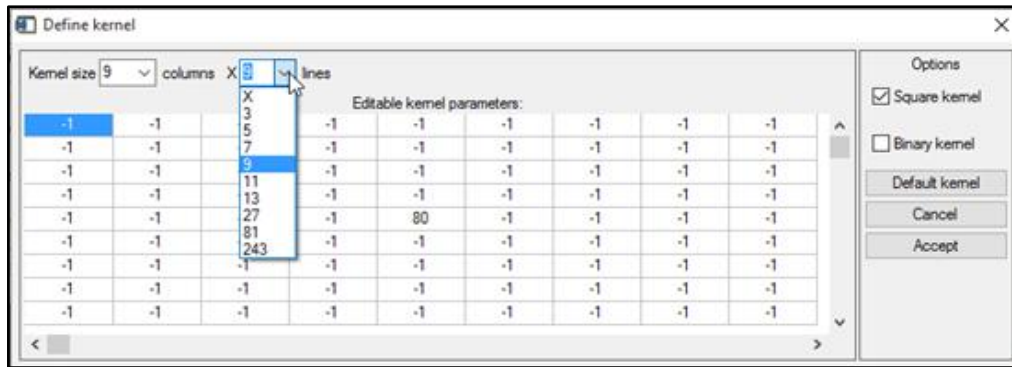 Define kernel
Kernel size 9 columns X 9 lines
Options
Square kernel
Binary kernel
Default kernel
Cancel
Accept
Editable kernel parameters:
X
3
5
7
9
11
13
27
81
243
-1 -1 -1 -1 -1 -1 -1 -1
-1 -1 -1 -1 -1 -1 -1 -1
-1 -1 -1 -1 -1 -1 -1 -1
-1 -1 -1 -1 -1 -1 -1 -1
-1 -1 -1 80 -1 -1 -1 -1
-1 -1 -1 -1 -1 -1 -1 -1
-1 -1 -1 -1 -1 -1 -1 -1 -1
-1 -1 -1 -1 -1 -1 -1 -1 -1
-1 -1 -1 -1 -1 -1 -1 -1 -1